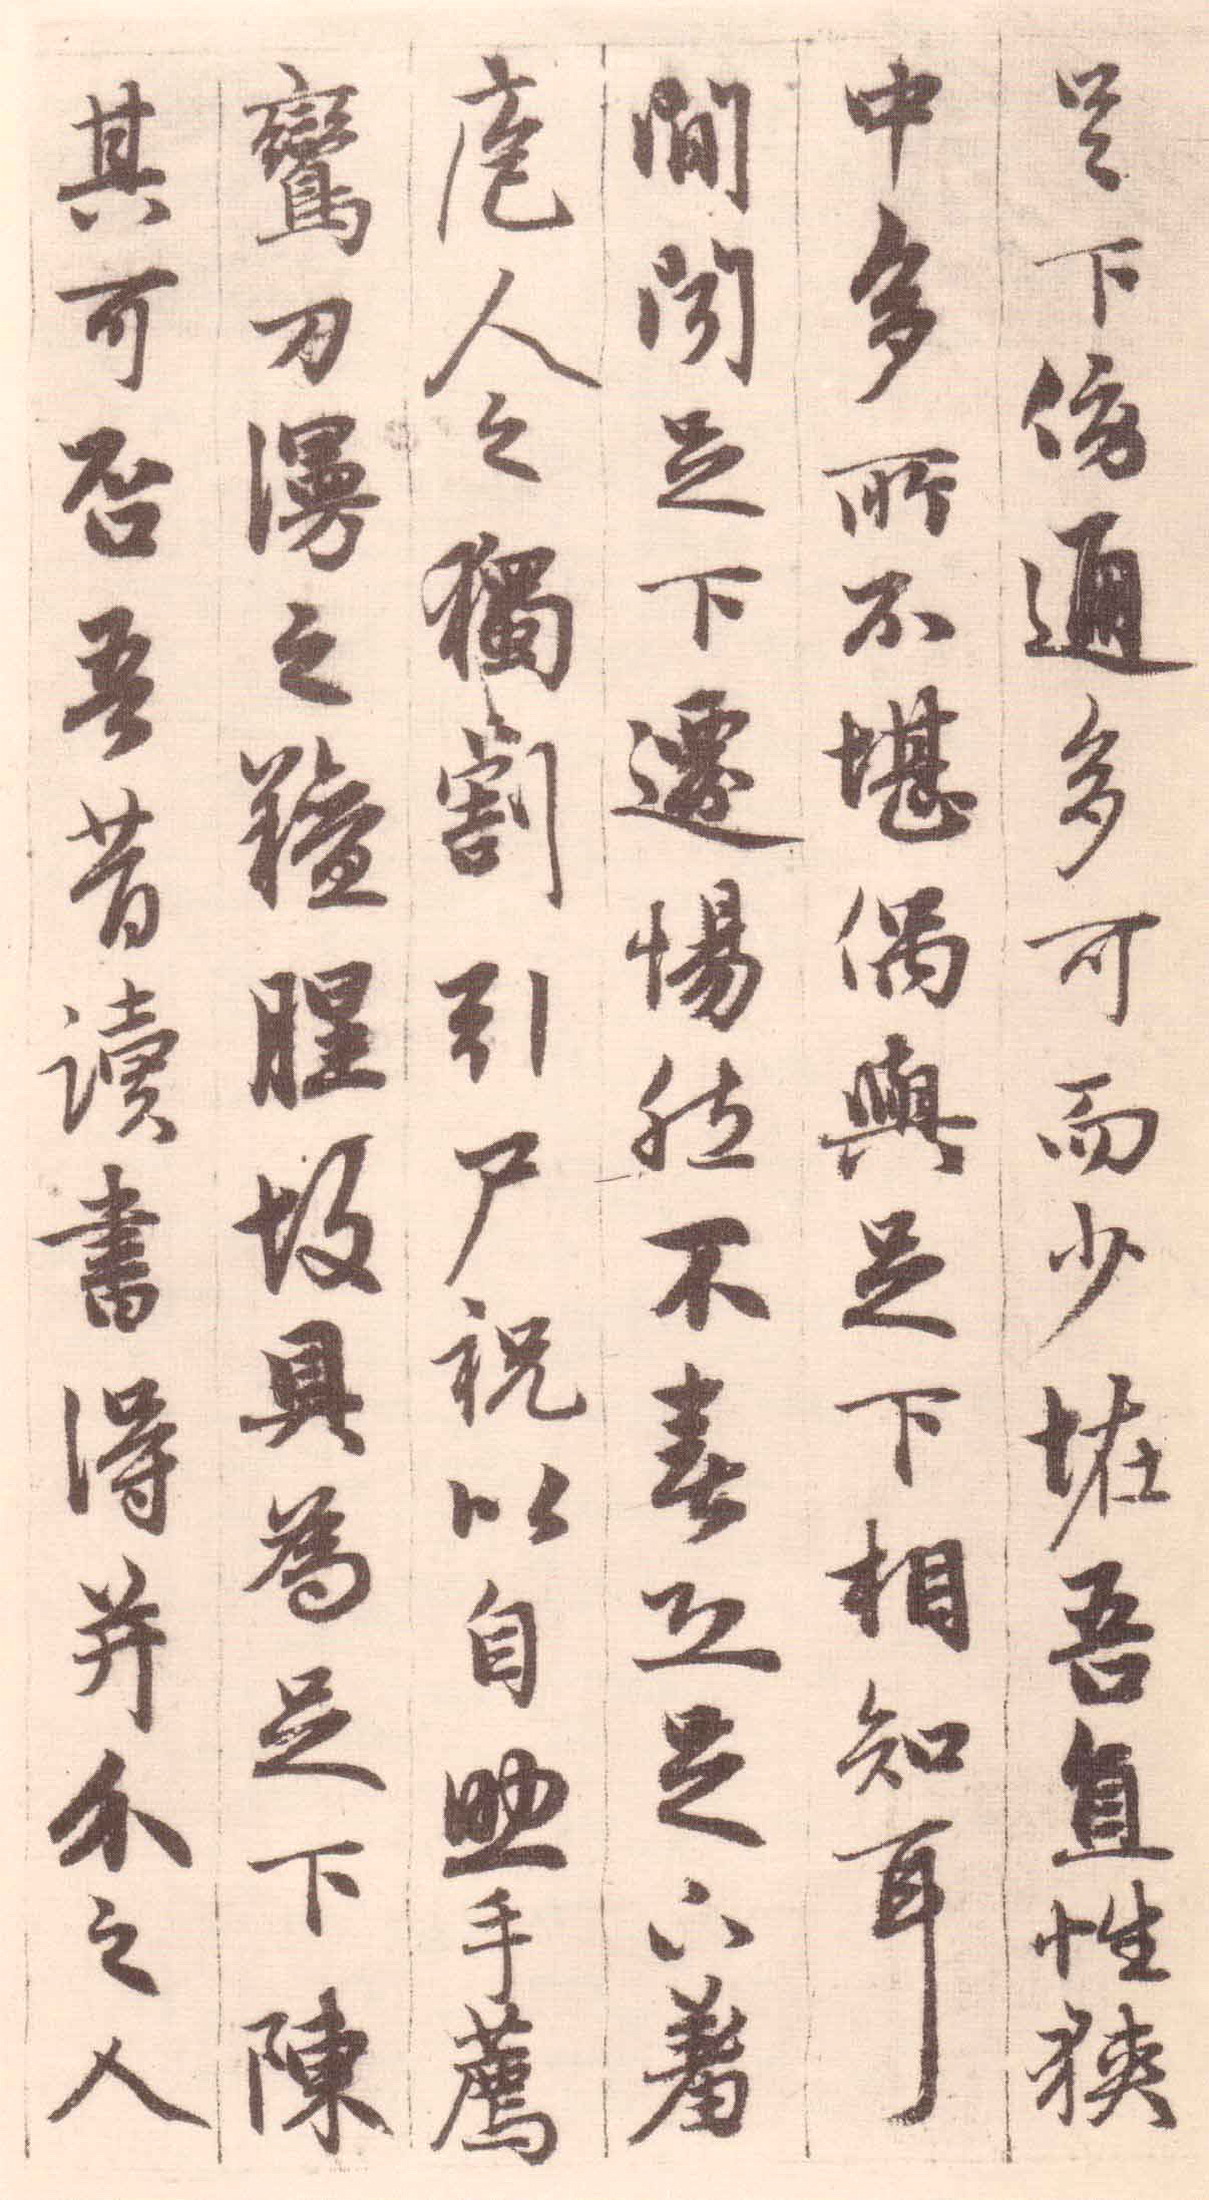 足下傍通多可而少恠吾直性狹
中多所不堪偶與足下相知耳
間聞足下遷惕然不喜恐足下羞
庖人之獨割引尸祝以自助手薦
鸞刀漫之羶腥故具為足下陳
其可否吾昔讀書得并介之人